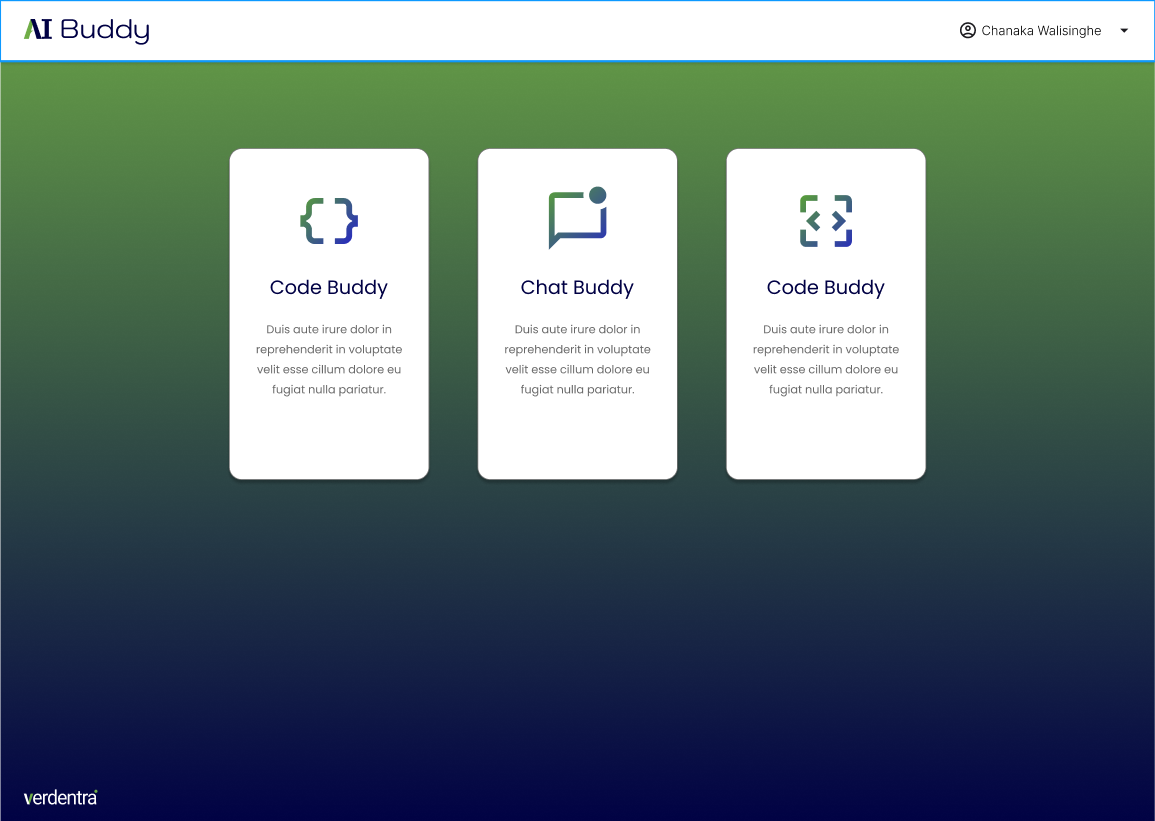 AI Buddy
Chanaka Walisinghe
Code Buddy
Duis aute irure dolor in
reprehenderit in voluptate
velit esse cillum dolore eu
fugiat nulla pariatur.
Chat Buddy
Duis aute irure dolor in
reprehenderit in voluptate
velit esse cillum dolore eu
fugiat nulla pariatur.
Code Buddy
Duis aute irure dolor in
reprehenderit in voluptate
velit esse cillum dolore eu
fugiat nulla pariatur.
verdentra